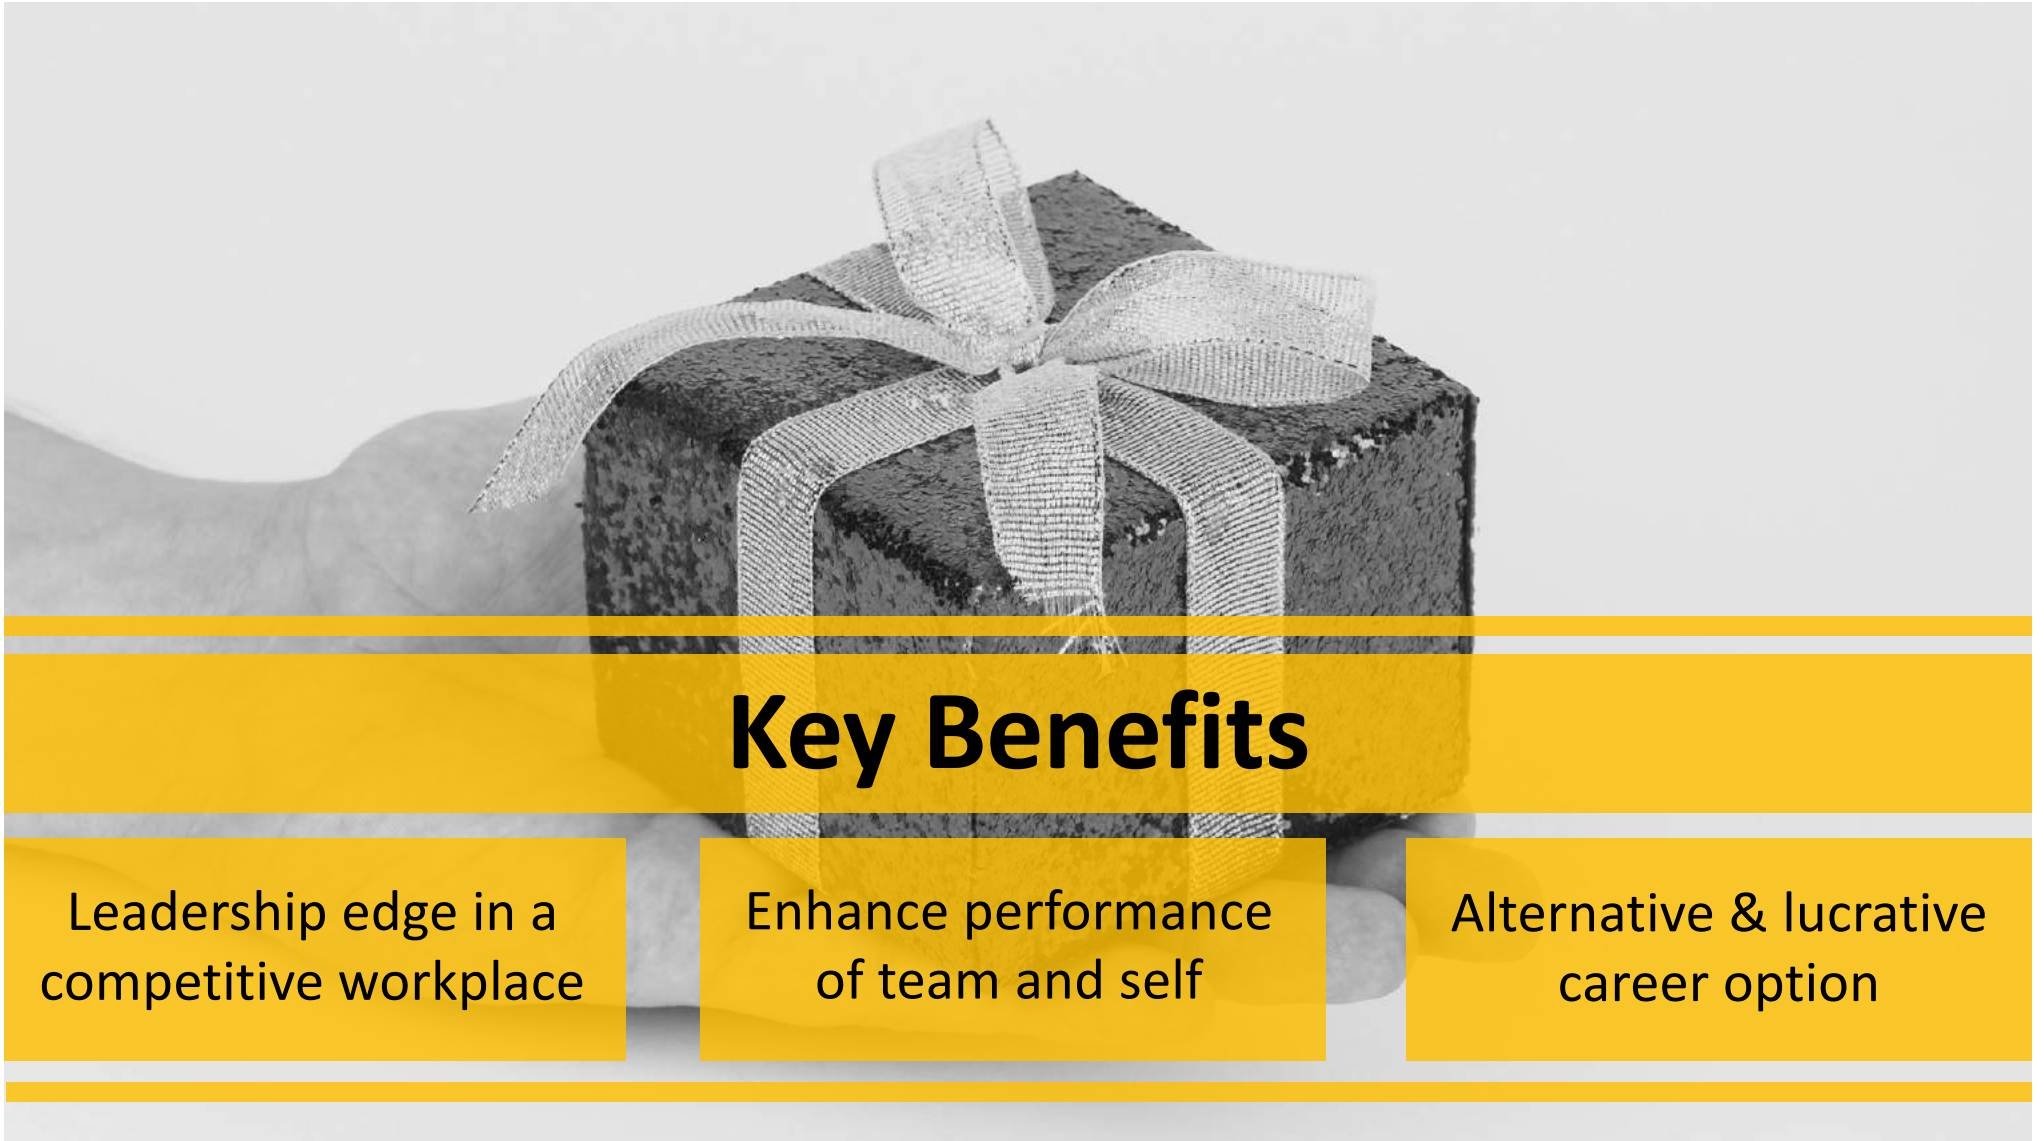 Key Benefits
Leadership edge in a
competitive workplace
Enhance performance
of team and self
Alternative & lucrative
career option